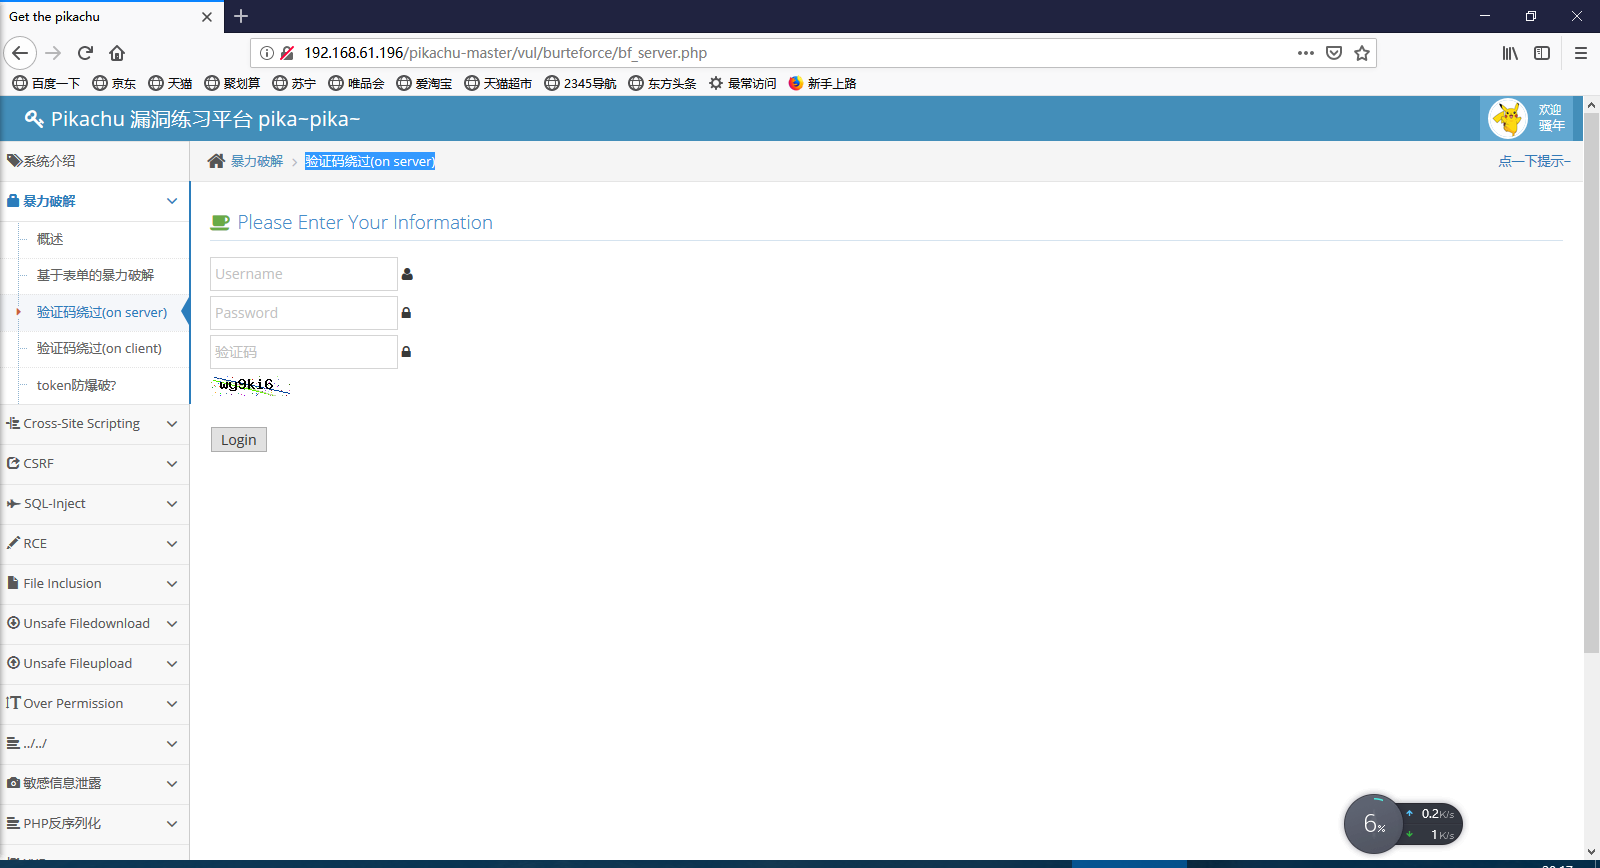 Get the pikachu
192.168.61.196/pikachu-master/vul/burteforce/bf_server.php
百度一下 京东 天猫 聚划算 苏宁 唯品会 爱淘宝 天猫超市 2345导航 东方头条 最常访问 新手上路
Pikachu 漏洞练习平台 pika~pika~
欢迎
骚年
系统介绍
暴力破解 验证码绕过(on server)
点一下提示~
暴力破解
概述
基于表单的暴力破解
验证码绕过(on server)
验证码绕过(on client)
token防爆破?
Cross-Site Scripting
CSRF
SQL-Inject
RCE
File Inclusion
Unsafe Filedownload
Unsafe Fileupload
Over Permission
../../
敏感信息泄露
PHP反序列化
Please Enter Your Information
Username
Password
验证码
wg9ki6
Login
6%
0.2K/s
1K/s